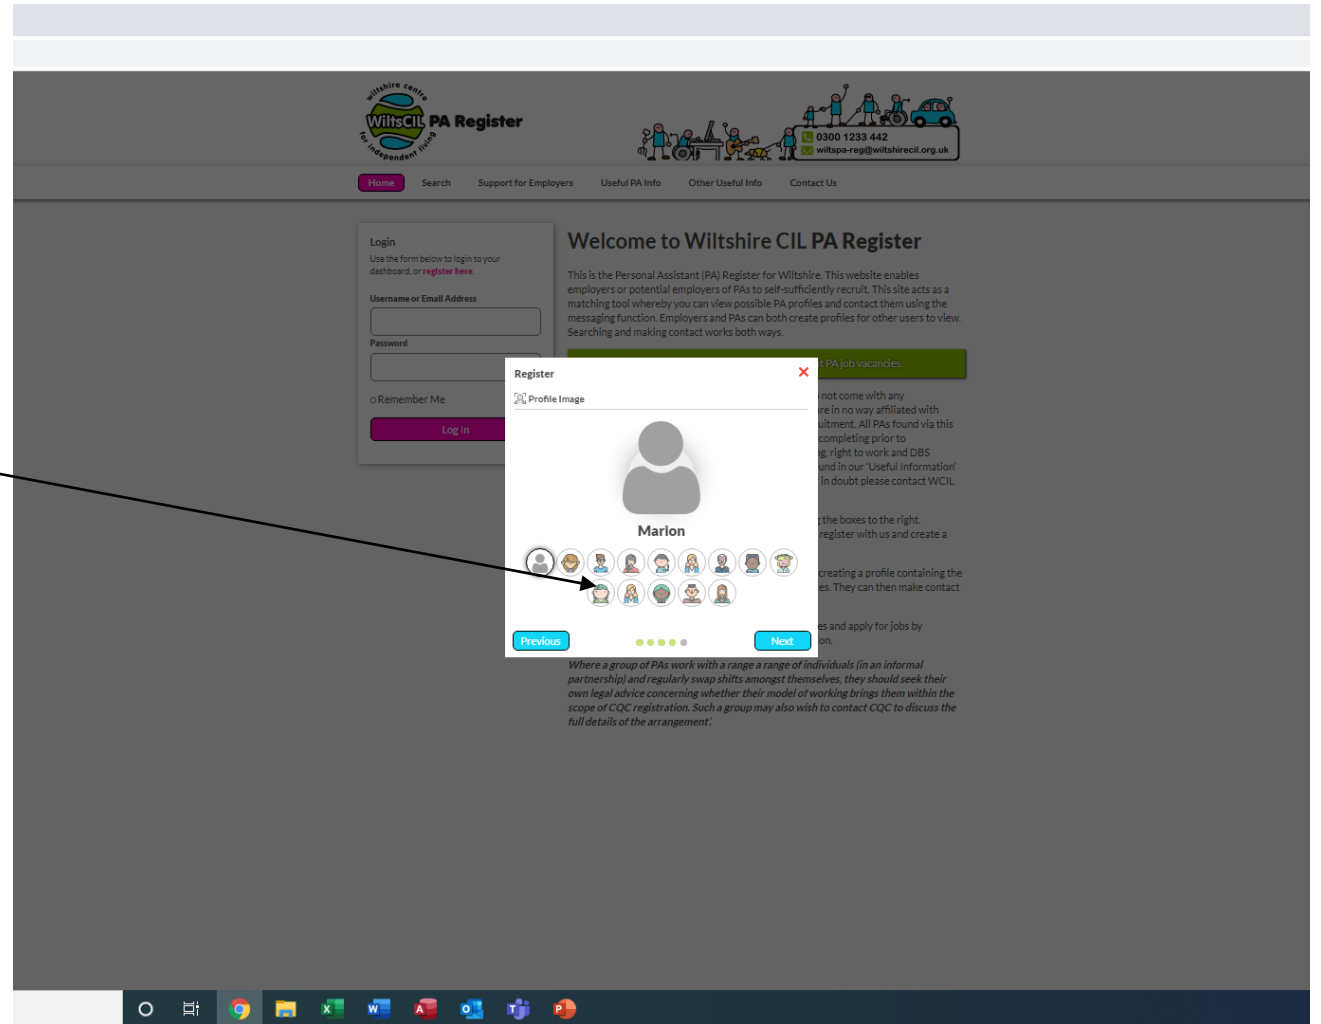 wiltshire centre
WiltsCIL PA Register
for independent living
0300 1233 442
wiltspa-reg@wiltshirecil.org.uk
Home Search Support for Employers Useful PA Info Other Useful Info Contact Us
Login
Use the form below to login to your
dashboard, or register here.
Username or Email Address
Password
Remember Me
Log In
Welcome to Wiltshire CIL PA Register
This is the Personal Assistant (PA) Register for Wiltshire. This website enables
employers or potential employers of PAs to self-sufficiently recruit. This site acts as a
matching tool whereby you can view possible PA profiles and contact them using the
messaging function. Employers and PAs can both create profiles for other users to view.
Searching and making contact works both ways.
PA job vacancies.
not come with any
re in no way affiliated with
uitment. All PAs found via this
completing prior to
g, right to work and DBS
und in our 'Useful Information'
in doubt please contact WCIL
the boxes to the right.
register with us and create a
creating a profile containing the
es. They can then make contact
es and apply for jobs by
on.
Where a group of PAs work with a range a range of individuals (in an informal
partnership) and regularly swap shifts amongst themselves, they should seek their
own legal advice concerning whether their model of working brings them within the
scope of CQC registration. Such a group may also wish to contact CQC to discuss the
full details of the arrangement'.
Register
Profile Image
Marion
Previous
Next